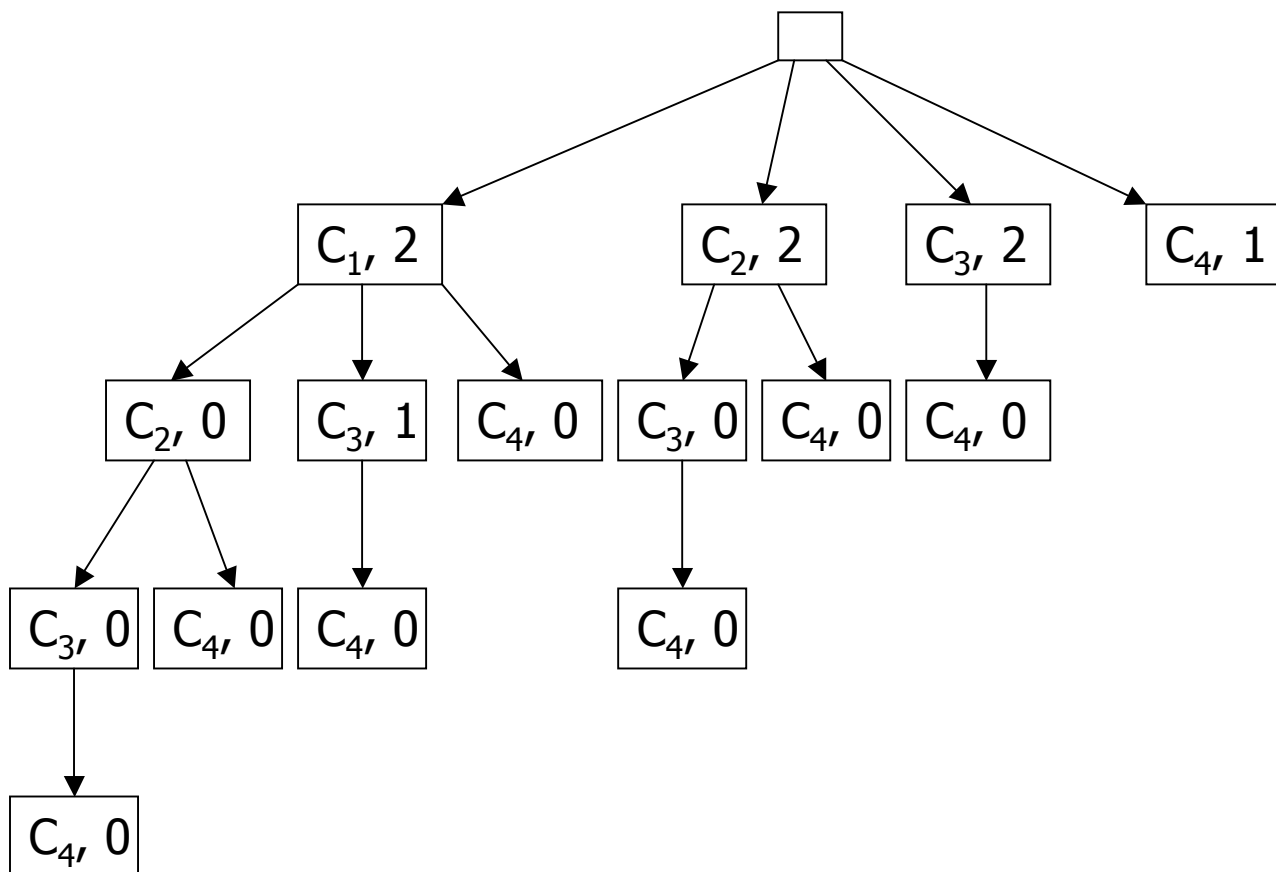 C₁, 2
C₂, 2
C₃, 2
C₄, 1
C₂, 0
C₃, 1
C₄, 0
C₃, 0
C₄, 0
C₄, 0
C₃, 0
C₄, 0
C₄, 0
C₄, 0
C₄, 0